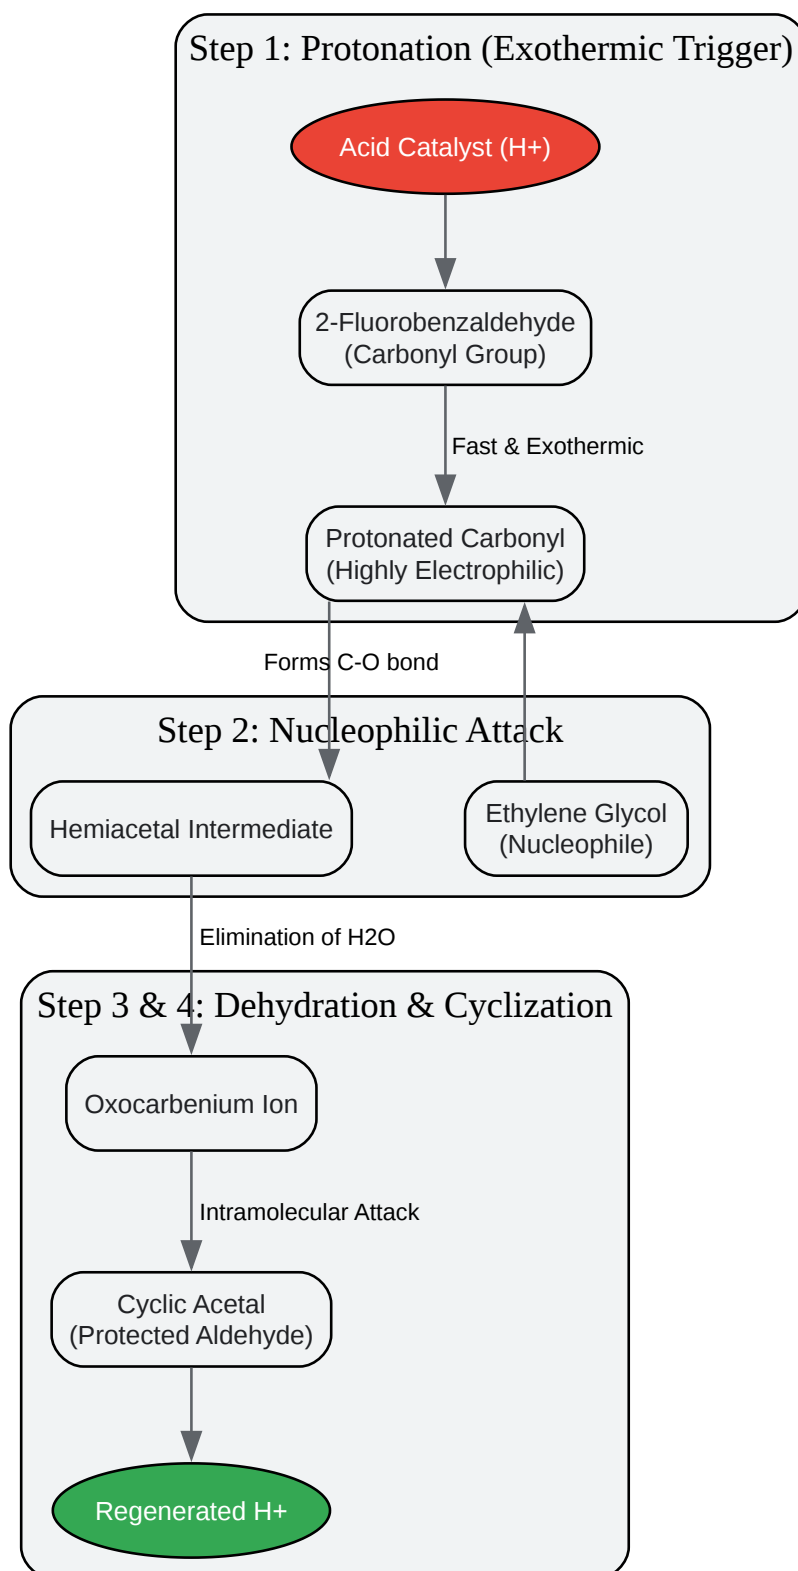 Step 1: Protonation (Exothermic Trigger)
Acid Catalyst (H+)
2-Fluorobenzaldehyde
(Carbonyl Group)
Fast & Exothermic
Protonated Carbonyl
(Highly Electrophilic)
Forms C-O bond
Step 2: Nucleophilic Attack
Hemiacetal Intermediate
Ethylene Glycol
(Nucleophile)
Elimination of H2O
Step 3 & 4: Dehydration & Cyclization
Oxocarbenium Ion
Intramolecular Attack
Cyclic Acetal
(Protected Aldehyde)
Regenerated H+